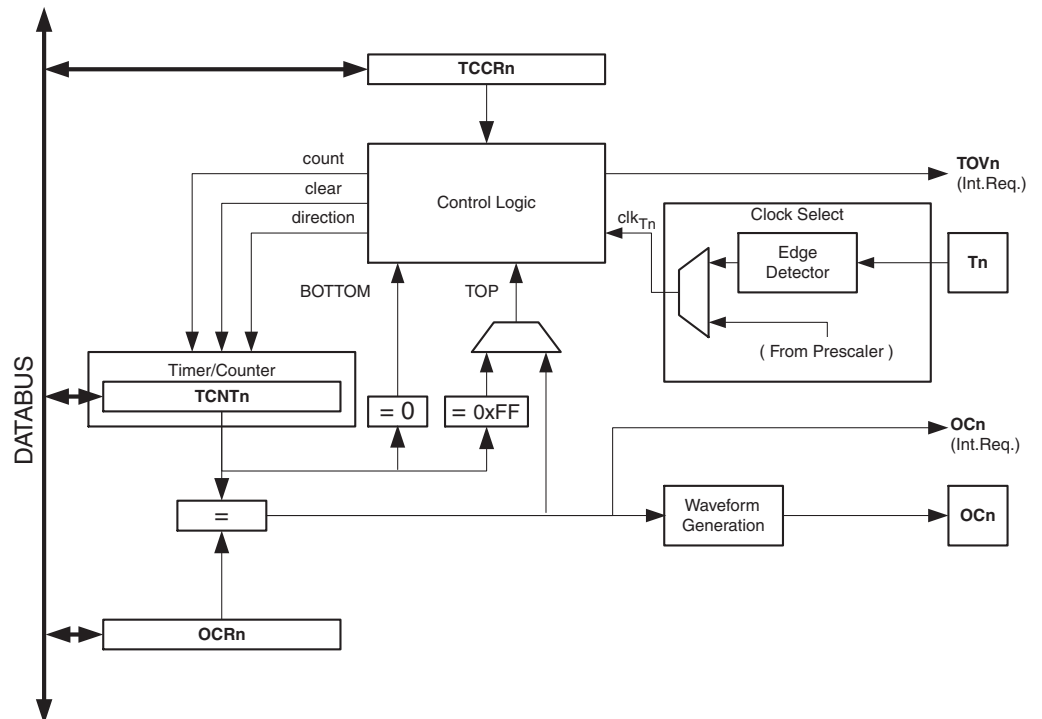 TCCRn
count
clear
direction
Control Logic
TOVn
(Int.Req.)
clkTn
Clock Select
Edge
Detector
Tn
( From Prescaler )
BOTTOM
TOP
Timer/Counter
TCNTn
= 0
= 0xFF
DATABUS
OCn
(Int.Req.)
=
Waveform
Generation
OCn
OCRn